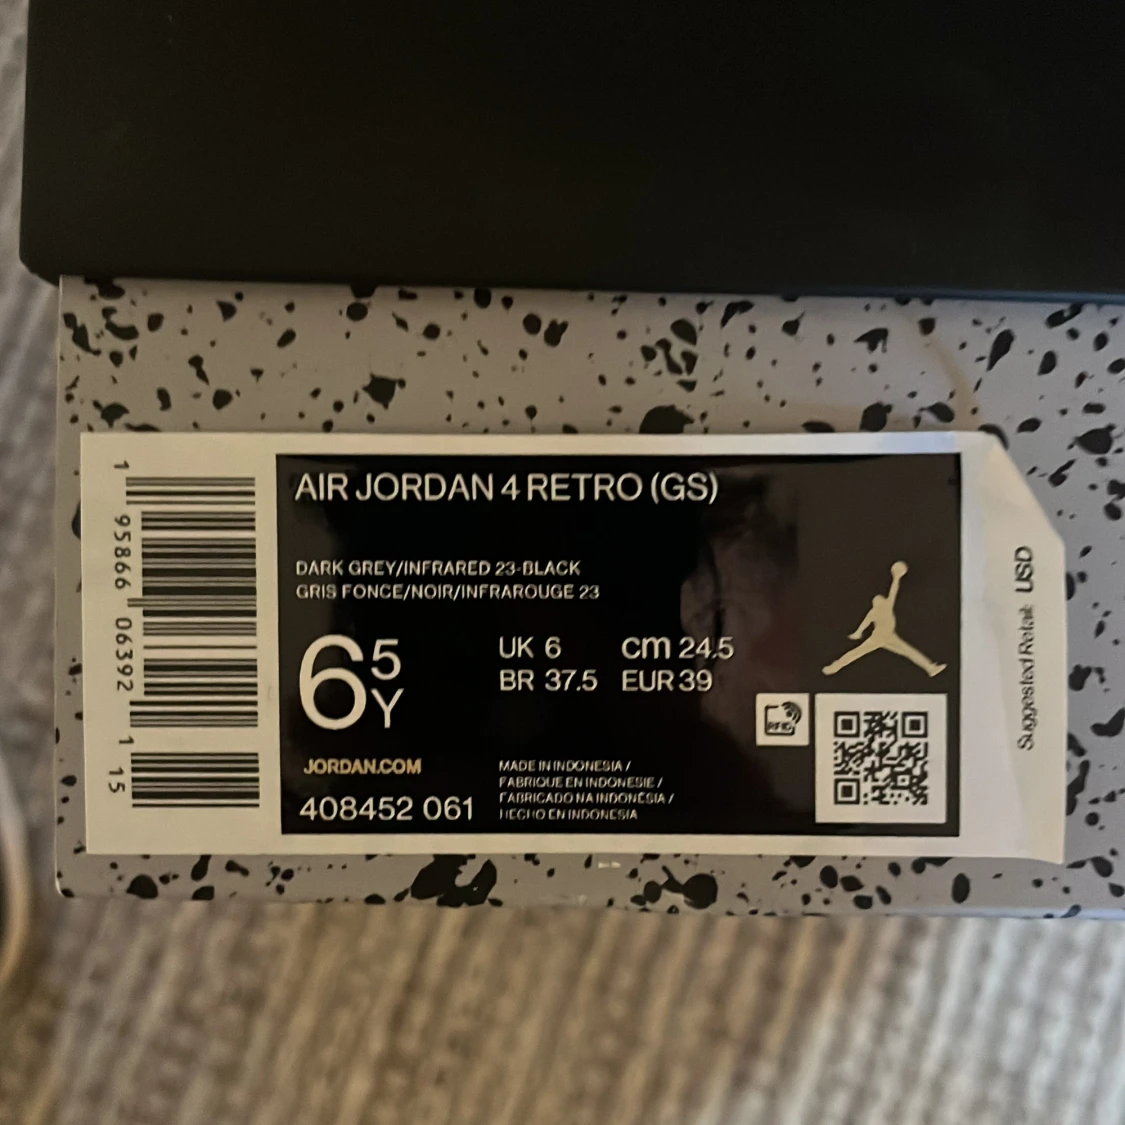 AIR JORDAN 4 RETRO (GS)
DARK GREY/INFRARED 23-BLACK
GRIS FONCE/NOIR/INFRAROUGE 23
6 5 Y
UK 6 cm 24.5
BR 37.5 EUR 39
RFID
JORDAN.COM
408452 061
MADE IN INDONESIA /
FABRIQUE EN INDONESIE /
FABRICADO NA INDONÉSIA /
HECHO EN INDONESIA
1 95866 06392 1 15
Suggested Retail: USD